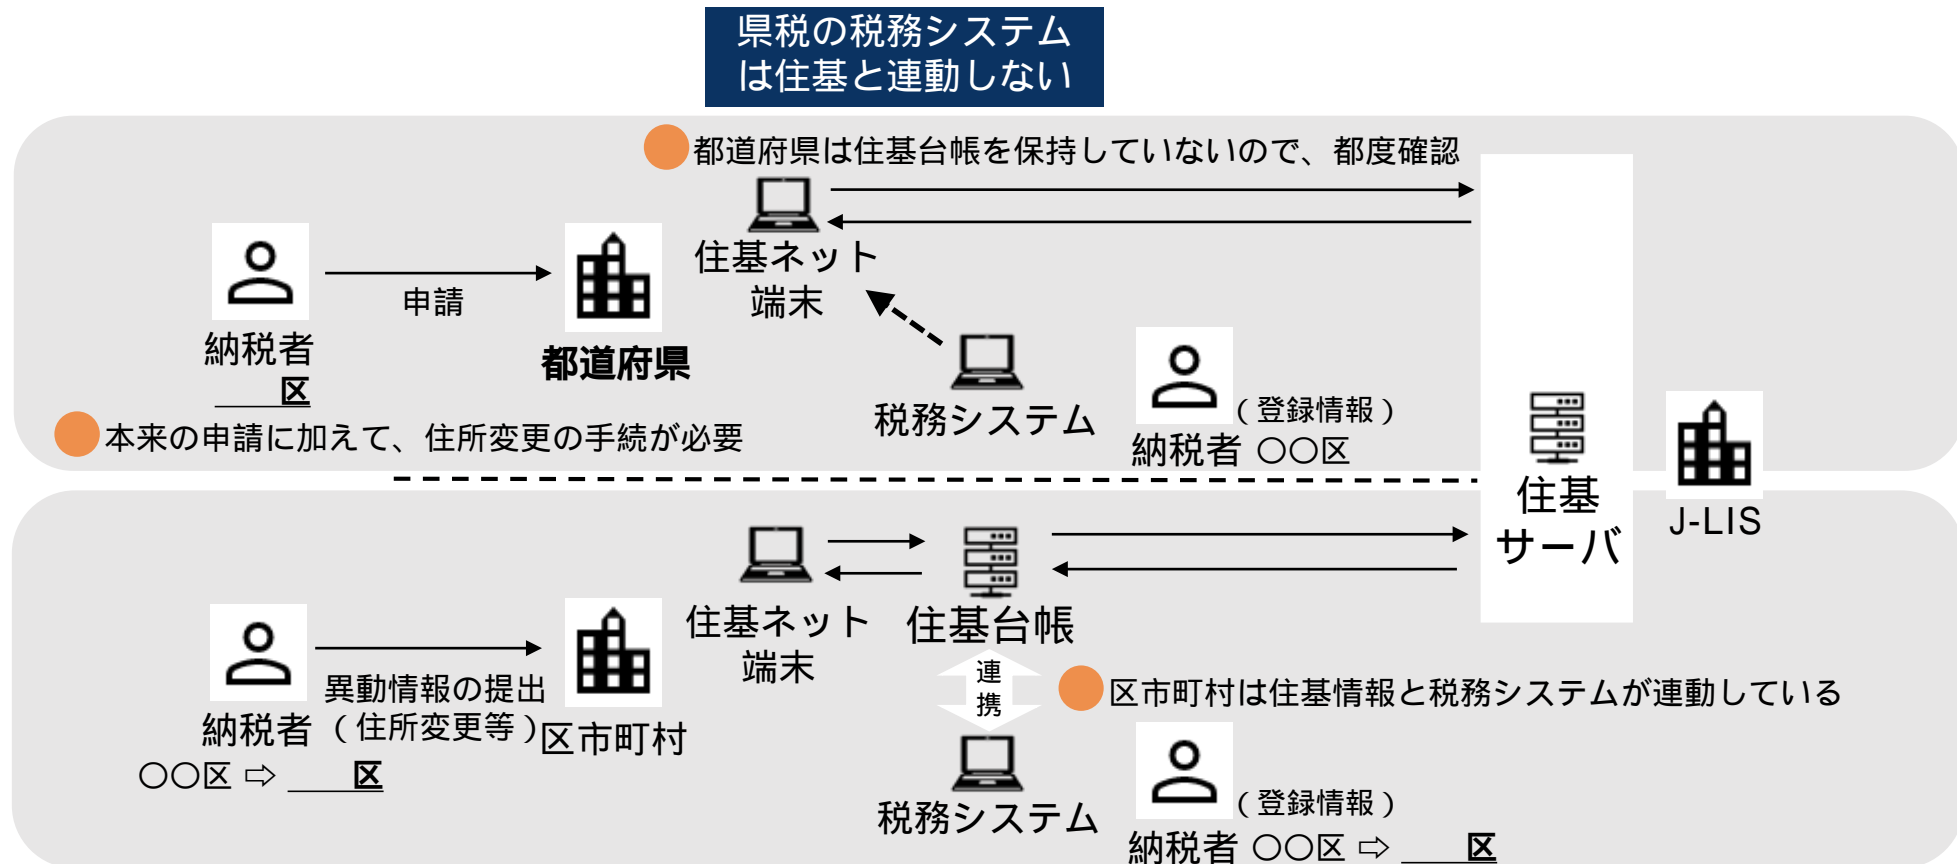 県税の税務システム
は住基と連動しない
都道府県は住基台帳を保持していないので、都度確認
住基ネット
端末
申請
納税者
区
都道府県
税務システム
(登録情報)
納税者 〇〇区
本来の申請に加えて、住所変更の手続が必要
住基
サーバ
J-LIS
住基ネット
端末
住基台帳
連
携
区市町村は住基情報と税務システムが連動している
異動情報の提出
(住所変更等)
納税者
〇〇区 ⇨ 区
区市町村
税務システム
(登録情報)
納税者 〇〇区 ⇨ 区